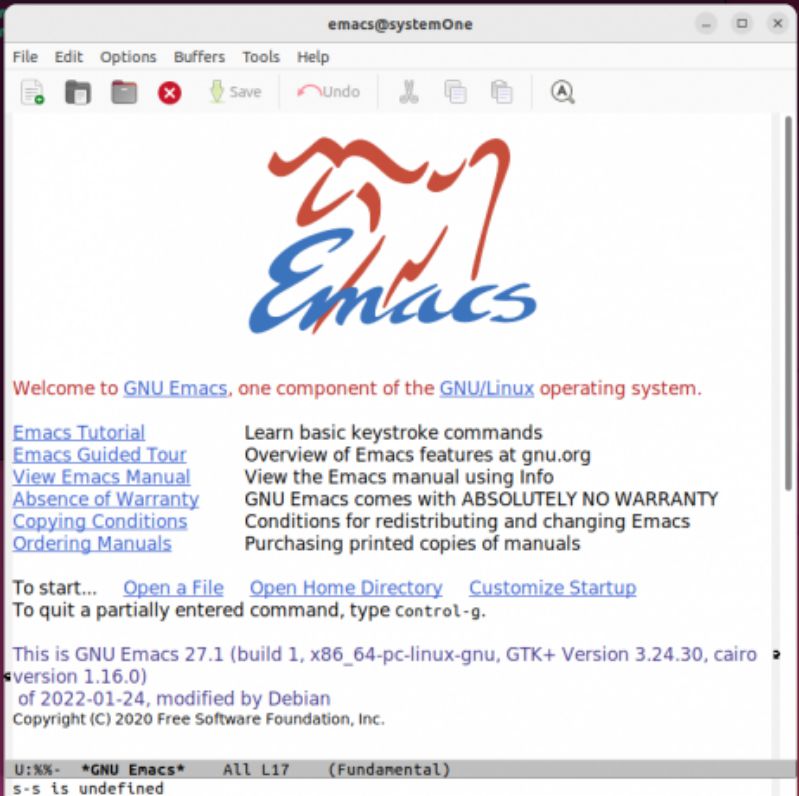 emacs@systemOne
File Edit Options Buffers Tools Help
Save Undo
Emacs
Welcome to GNU Emacs, one component of the GNU/Linux operating system.
Emacs Tutorial Learn basic keystroke commands
Emacs Guided Tour Overview of Emacs features at gnu.org
View Emacs Manual View the Emacs manual using Info
Absence of Warranty GNU Emacs comes with ABSOLUTELY NO WARRANTY
Copying Conditions Conditions for redistributing and changing Emacs
Ordering Manuals Purchasing printed copies of manuals
To start... Open a File Open Home Directory Customize Startup
To quit a partially entered command, type Control-g.
This is GNU Emacs 27.1 (build 1, x86_64-pc-linux-gnu, GTK+ Version 3.24.30, cairo
version 1.16.0)
of 2022-01-24, modified by Debian
Copyright (C) 2020 Free Software Foundation, Inc.
U:%%- *GNU Emacs* All L17 (Fundamental)
s-s is undefined